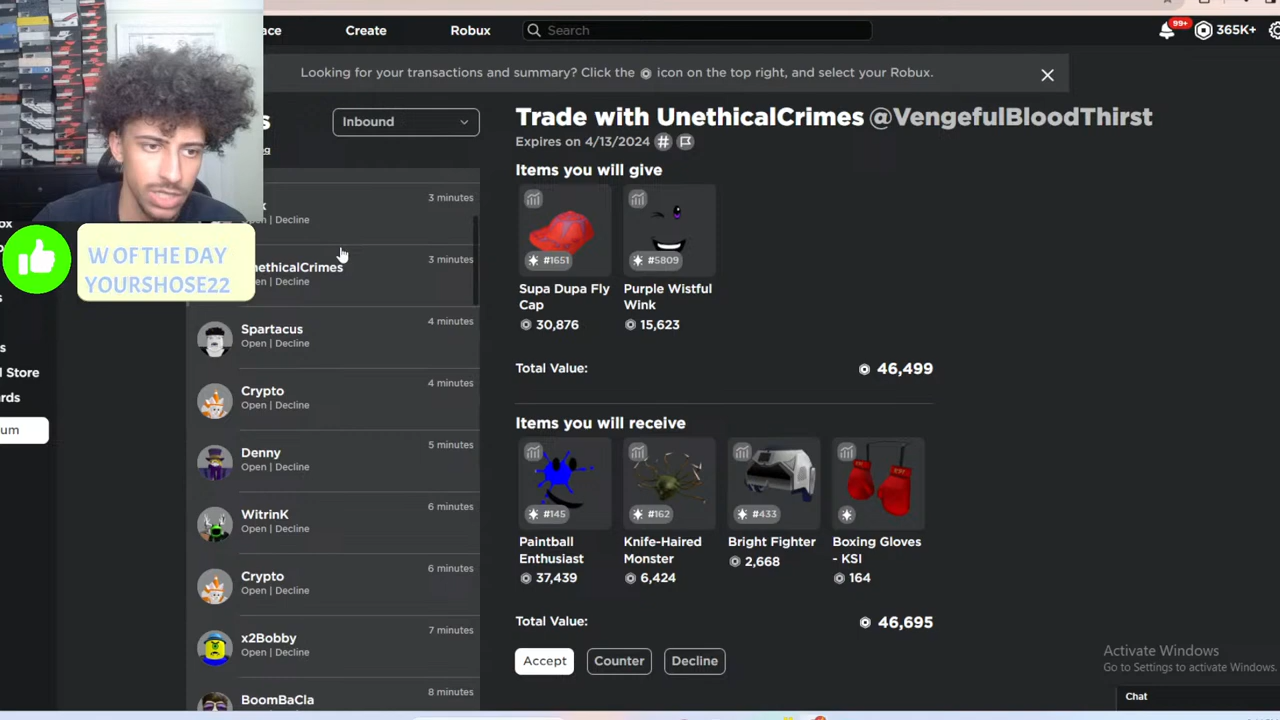 Create
Robux
Search
99+
365K+
Looking for your transactions and summary? Click the icon on the top right, and select your Robux.
Inbound
Trade with UnethicalCrimes @VengefulBloodThirst
Expires on 4/13/2024
Items you will give
#1651
#5809
Supa Dupa Fly Cap
Purple Wistful Wink
30,876
15,623
Total Value:
46,499
Items you will receive
#145
#162
#433
KSI
Paintball Enthusiast
Knife-Haired Monster
Bright Fighter
Boxing Gloves - KSI
37,439
6,424
2,668
164
Total Value:
46,695
Accept
Counter
Decline
3 minutes
Decline
3 minutes
nethicalCrimes
Decline
Spartacus
4 minutes
Open | Decline
Crypto
4 minutes
Open | Decline
Denny
5 minutes
Open | Decline
WitrinK
6 minutes
Open | Decline
Crypto
6 minutes
Open | Decline
x2Bobby
7 minutes
Open | Decline
BoomBaCla
8 minutes
W OF THE DAY
YOURSHOSE22
Store
Activate Windows
Go to Settings to activate Windows.
Chat